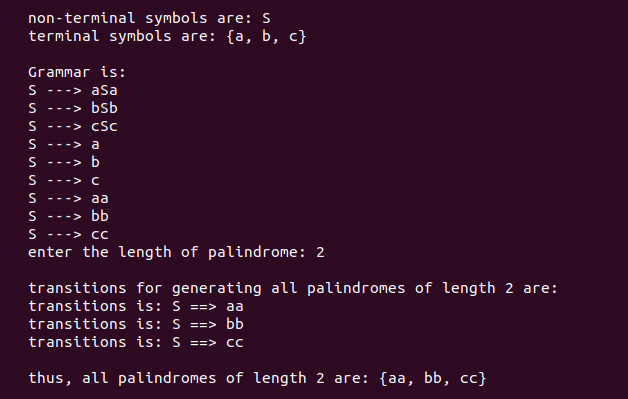 non-terminal symbols are: S
terminal symbols are: {a, b, c}
Grammar is:
S ---> aSa
S ---> bSb
S ---> cSc
S ---> a
S ---> b
S ---> c
S ---> aa
S ---> bb
S ---> cc
enter the length of palindrome: 2
transitions for generating all palindromes of length 2 are:
transitions is: S ==> aa
transitions is: S ==> bb
transitions is: S ==> cc
thus, all palindromes of length 2 are: {aa, bb, cc}